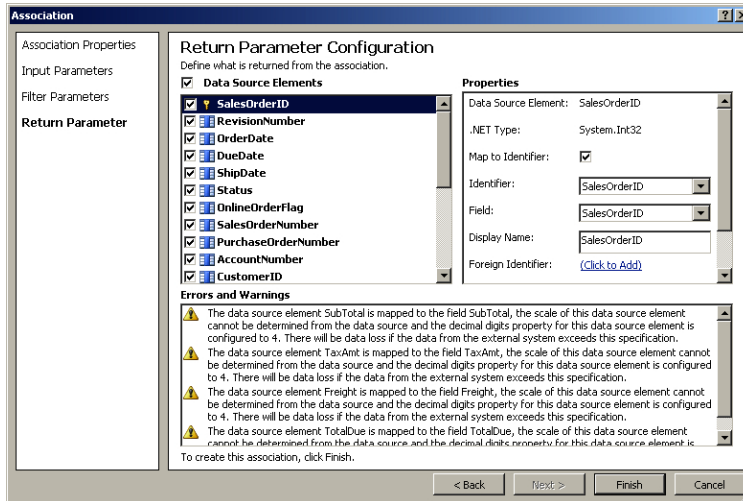 Association
Association Properties
Input Parameters
Filter Parameters
Return Parameter
Return Parameter Configuration
Define what is returned from the association.
Data Source Elements
SalesOrderID
RevisionNumber
OrderDate
DueDate
ShipDate
Status
OnlineOrderFlag
SalesOrderNumber
PurchaseOrderNumber
AccountNumber
CustomerID
Properties
Data Source Element: SalesOrderID
.NET Type: System.Int32
Map to Identifier:
Identifier: SalesOrderID
Field: SalesOrderID
Display Name: SalesOrderID
Foreign Identifier: (Click to Add)
Errors and Warnings
The data source element SubTotal is mapped to the field SubTotal, the scale of this data source element
cannot be determined from the data source and the decimal digits property for this data source element is
configured to 4. There will be data loss if the data from the external system exceeds this specification.
The data source element TaxAmt is mapped to the field TaxAmt, the scale of this data source element cannot
be determined from the data source and the decimal digits property for this data source element is configured
to 4. There will be data loss if the data from the external system exceeds this specification.
The data source element Freight is mapped to the field Freight, the scale of this data source element cannot
be determined from the data source and the decimal digits property for this data source element is configured
to 4. There will be data loss if the data from the external system exceeds this specification.
The data source element TotalDue is mapped to the field TotalDue, the scale of this data source element
cannot be determined from the data source and the decimal digits property for this data source element is
To create this association, click Finish.
< Back
Next >
Finish
Cancel